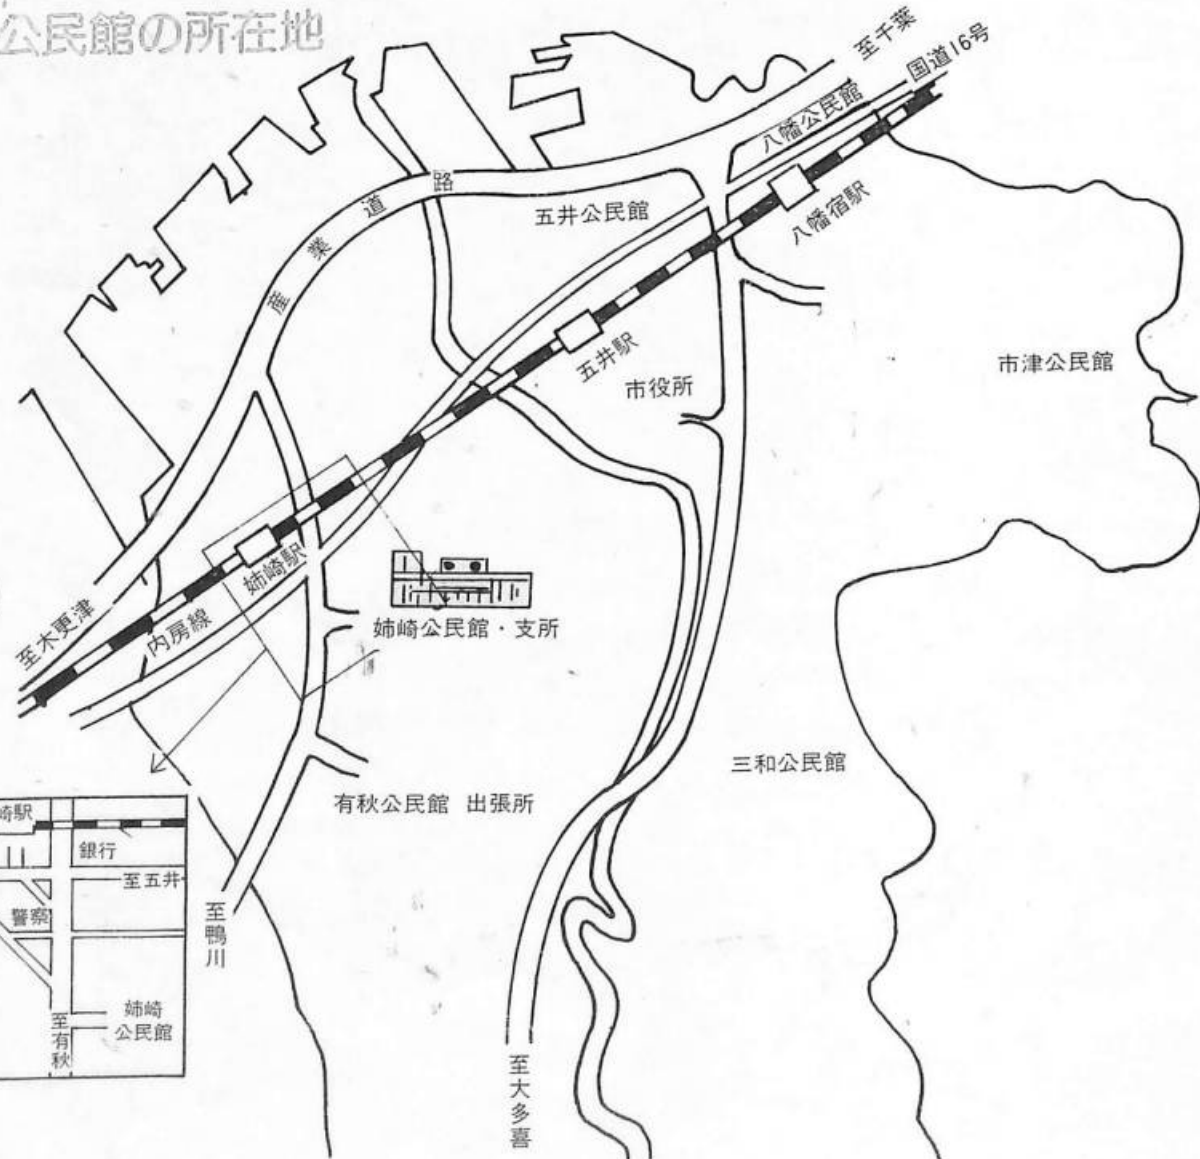 公民館の所在地
至千葉
国道16号
八幡公民館
八幡宿駅
産業道路
五井公民館
五井駅
市役所
市津公民館
姉崎駅
至木更津
内房線
姉崎公民館・支所
三和公民館
有秋公民館 出張所
至鴨川
至大多喜
崎駅
銀行
至五井
警察
姉崎
公民館
至有秋